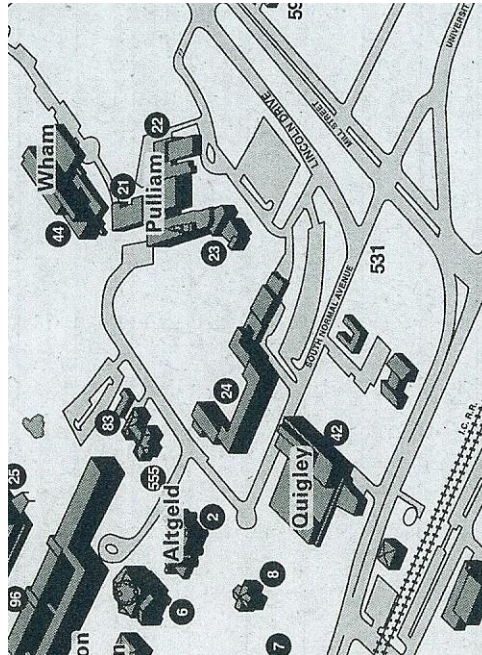 59
UNIVERSIT
MILL STREET
LINCOLN DRIVE
22
Wham
21
Pulliam
44
23
531
SOUTH NORMAL AVENUE
24
83
42
I.C. R.R.
Quigley
25
555
2
Altgeld
96
6
8
on
7
n